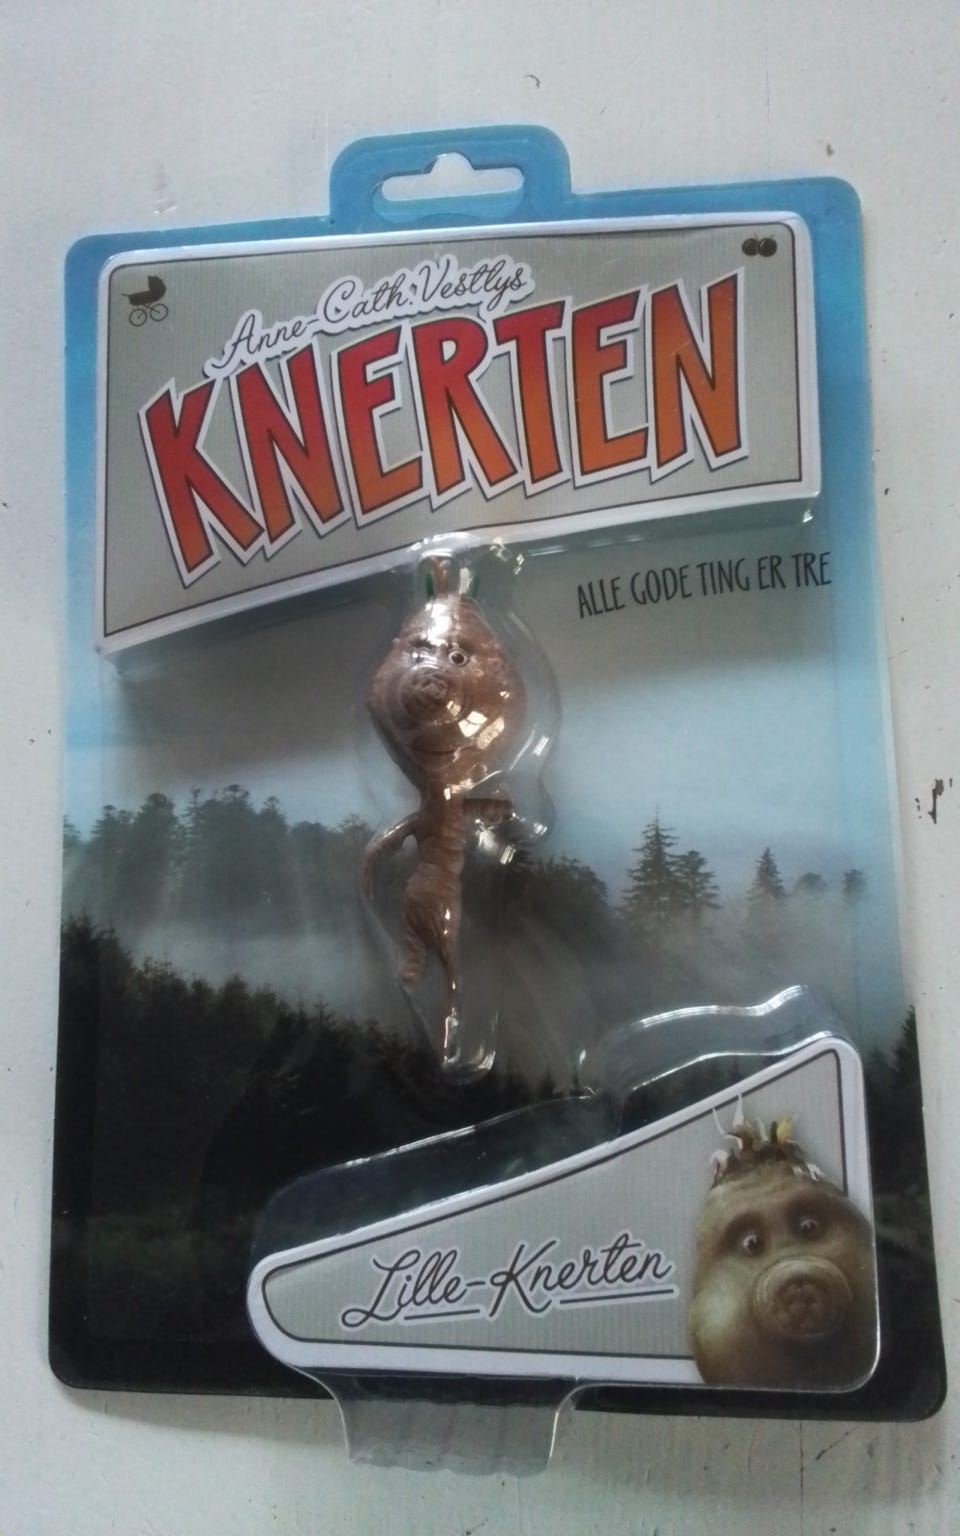 Anne-Cath. Vestlys
KNERTEN
ALLE GODE TING ER TRE
Lille-Knerten